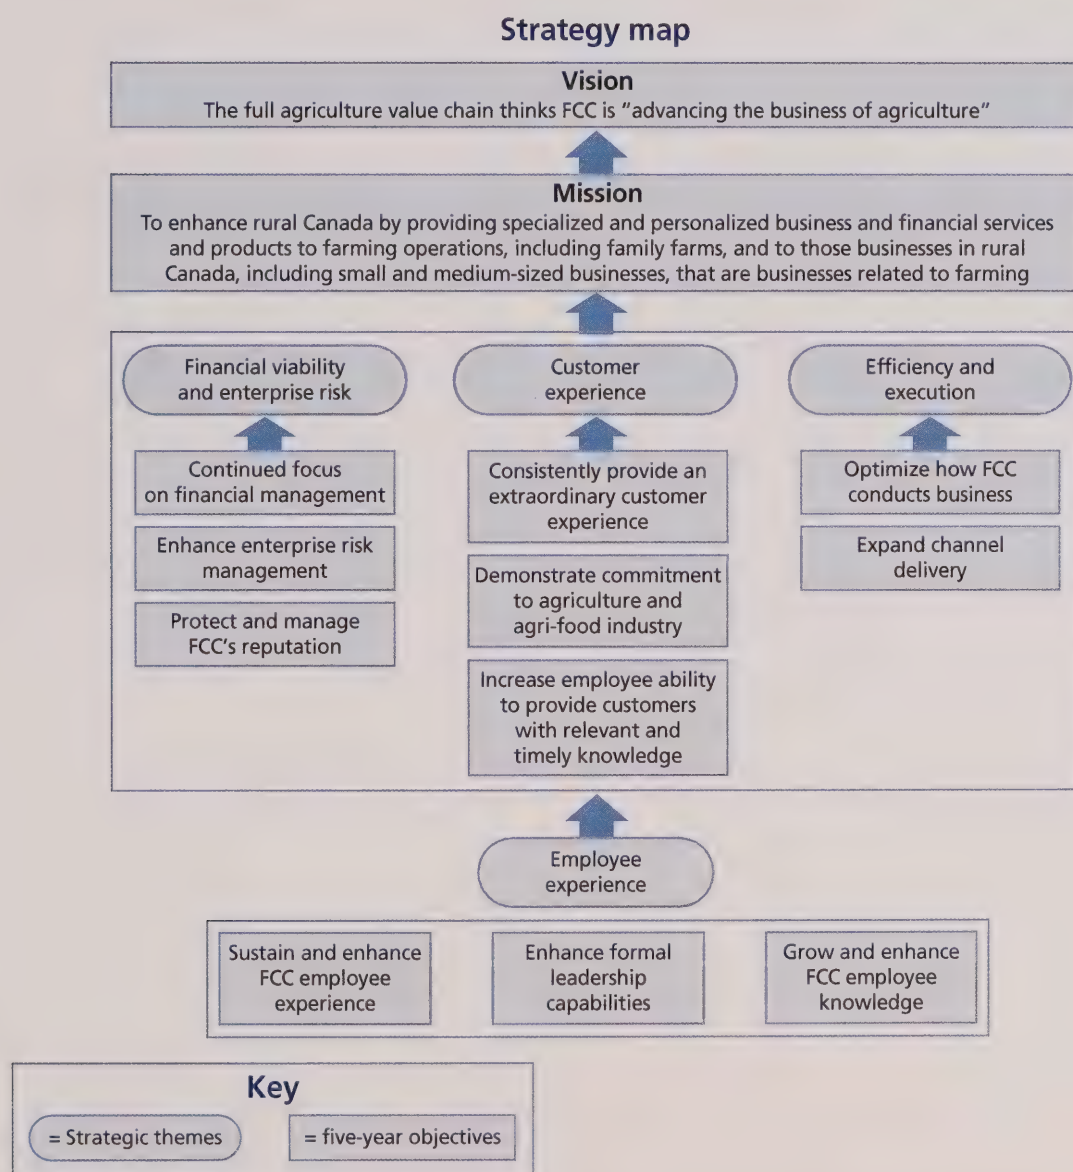 Strategy map
Vision
The full agriculture value chain thinks FCC is "advancing the business of agriculture"
Mission
To enhance rural Canada by providing specialized and personalized business and financial services
and products to farming operations, including family farms, and to those businesses in rural
Canada, including small and medium-sized businesses, that are businesses related to farming
Financial viability
and enterprise risk
Continued focus
on financial management
Enhance enterprise risk
management
Protect and manage
FCC's reputation
Customer
experience
Consistently provide an
extraordinary customer
experience
Demonstrate commitment
to agriculture and
agri-food industry
Increase employee ability
to provide customers
with relevant and
timely knowledge
Efficiency and
execution
Optimize how FCC
conducts business
Expand channel
delivery
Employee
experience
Sustain and enhance
FCC employee
experience
Enhance formal
leadership
capabilities
Grow and enhance
FCC employee
knowledge
Key
= Strategic themes
= five-year objectives